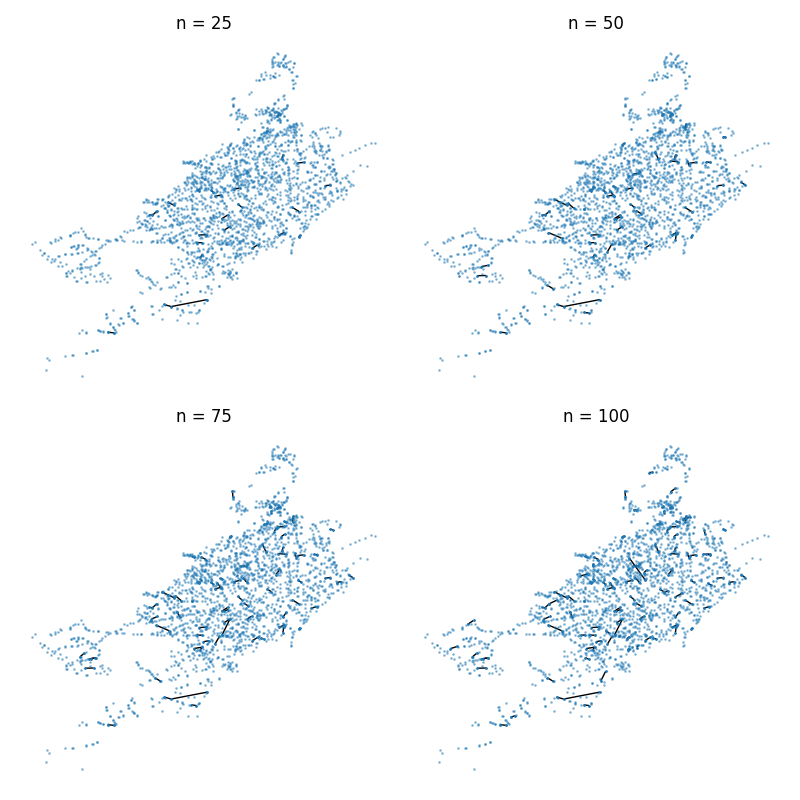 n = 25
n = 50
n = 75
n = 100